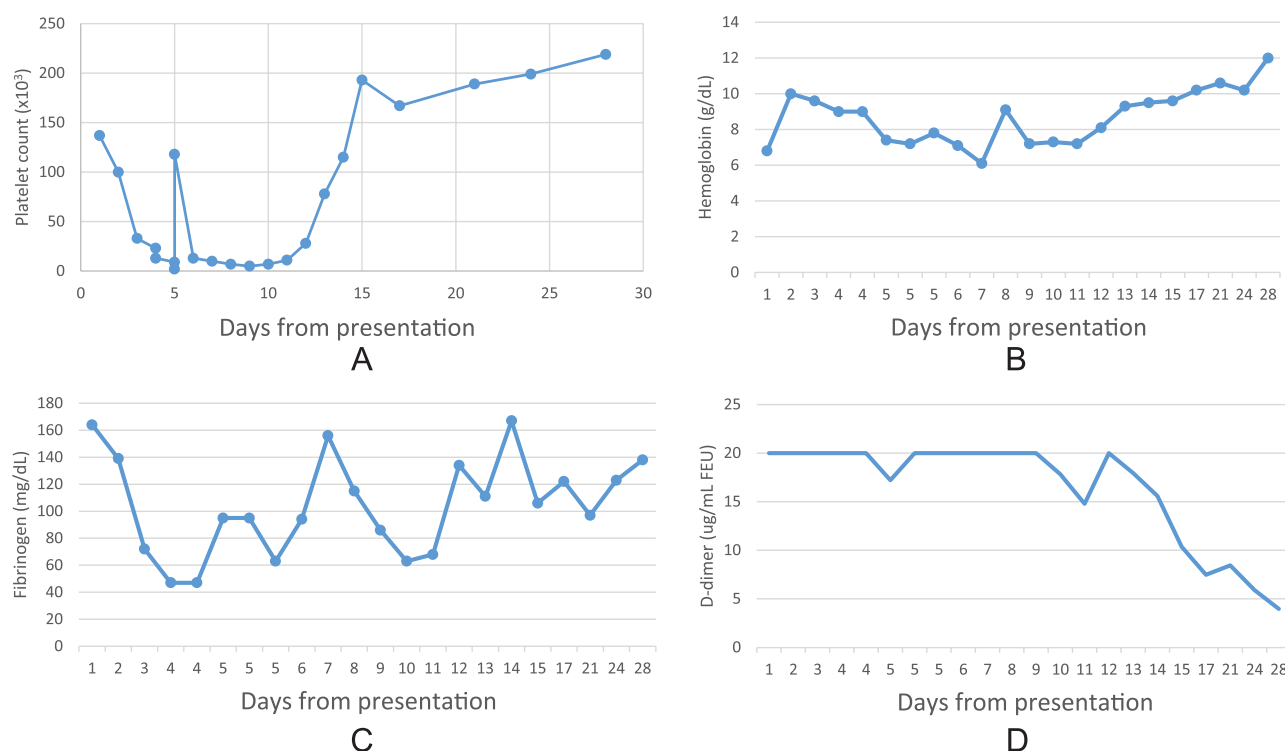 Platelet count (x10³)
250
200
150
100
50
0
0 5 10 15 20 25 30
Days from presentation
A
Hemoglobin (g/dL)
14
12
10
8
6
4
2
0
1 2 3 4 4 5 5 5 6 7 8 9 10 11 12 13 14 15 17 21 24 28
Days from presentation
B
Fibrinogen (mg/dL)
180
160
140
120
100
80
60
40
20
0
1 2 3 4 4 5 5 5 6 7 8 9 10 11 12 13 14 15 17 21 24 28
Days from presentation
C
D-dimer (ug/mL FEU)
25
20
15
10
5
0
1 2 3 4 4 5 5 5 6 7 8 9 10 11 12 13 14 15 17 21 24 28
Days from presentation
D